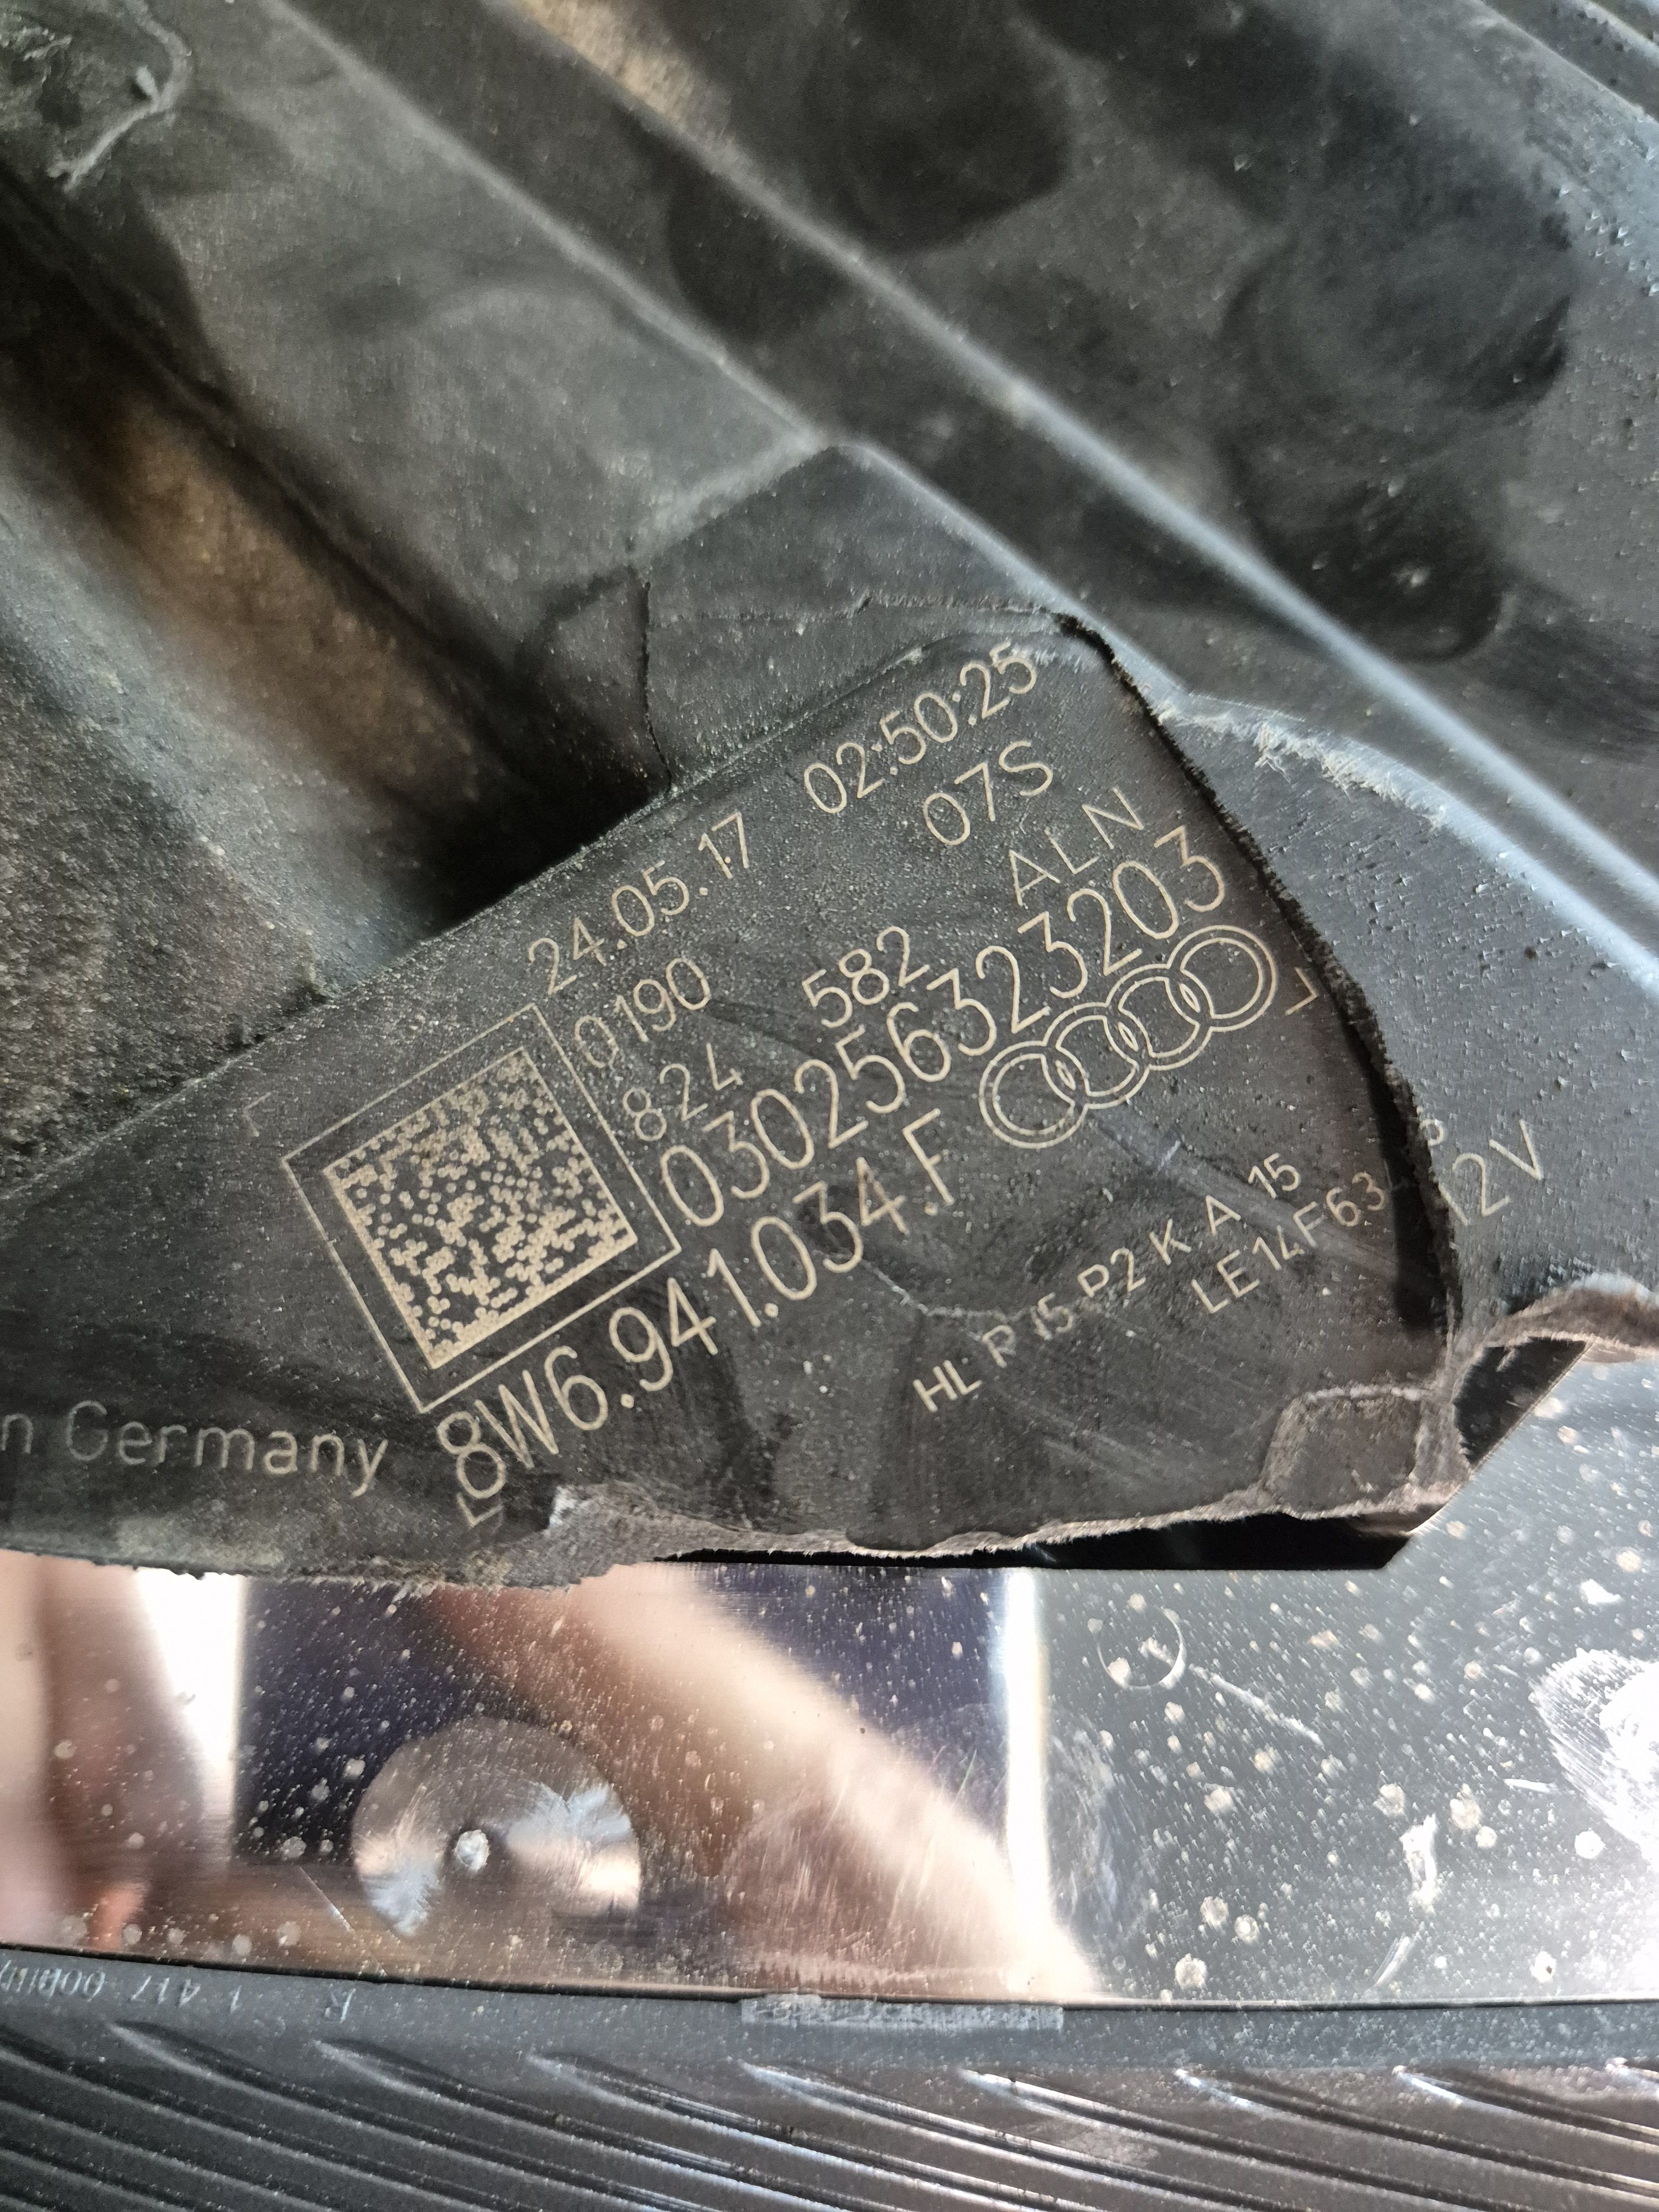 24.05.17 02:50:25
0190 07S
824 582 ALN
030256323203
8W6.941.034.F
HL R 15 P2 K A 15
LE14F63
12V
n Germany